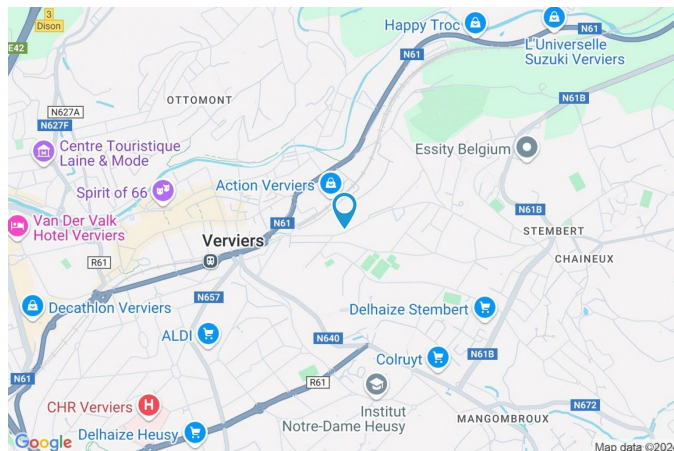 3
Dison
E42
Happy Troc
N61
L'Universelle
Suzuki Verviers
N61
N61B
N627A
OTTOMONT
N627F
Centre Touristique
Laine & Mode
Essity Belgium
Spirit of 66
Action Verviers
Van Der Valk
Hotel Verviers
N61
N61B
STEMBERT
R61
Verviers
CHAINEUX
Decathlon Verviers
N657
Delhaize Stembert
ALDI
N640
Colruyt
N61B
N61
R61
CHR Verviers
Institut
Notre-Dame Heusy
N672
MANGOMBROUX
Delhaize Heusy
Google
Map data ©2024